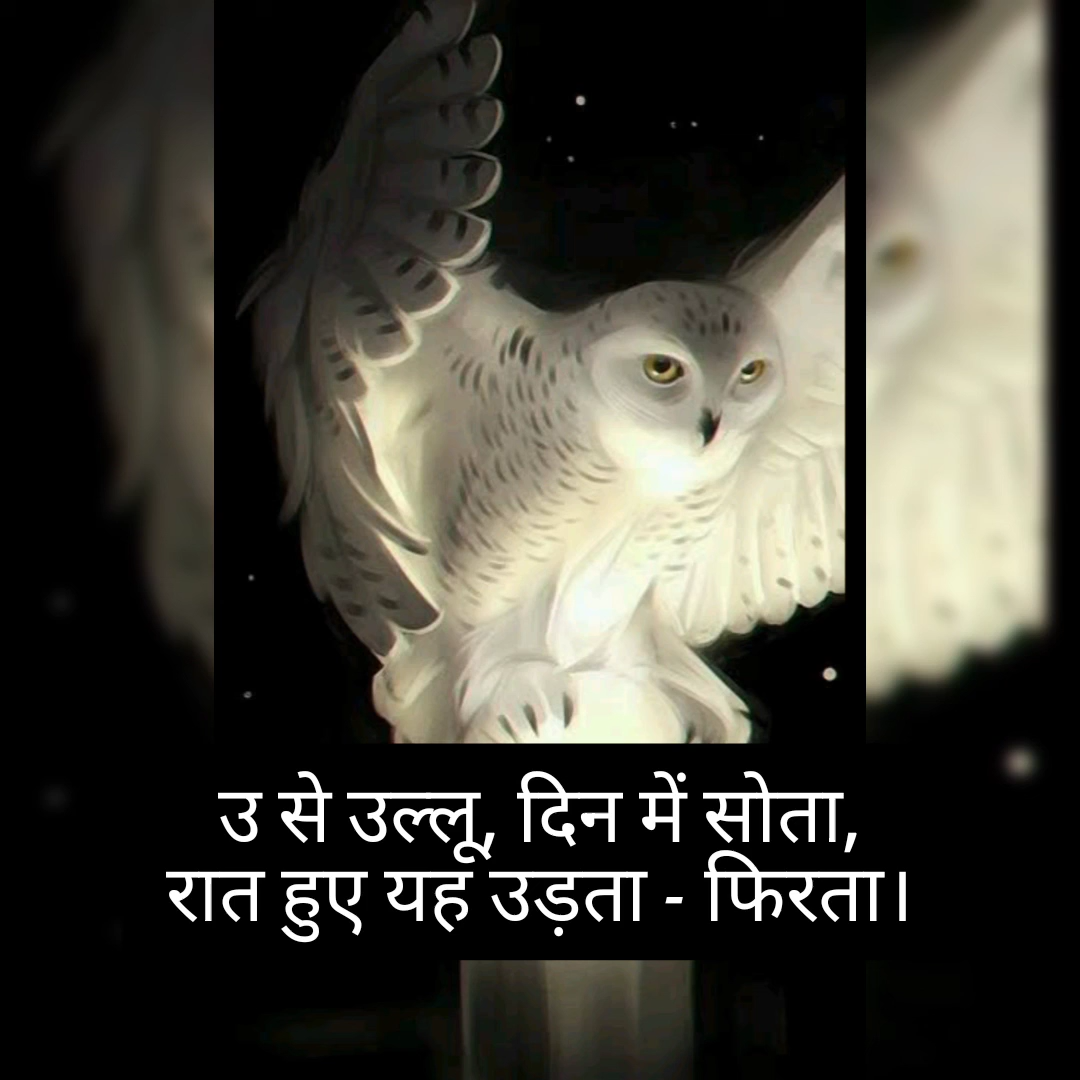 उ से उल्लू, दिन में सोता,
रात हुए यह उड़ता - फिरता।